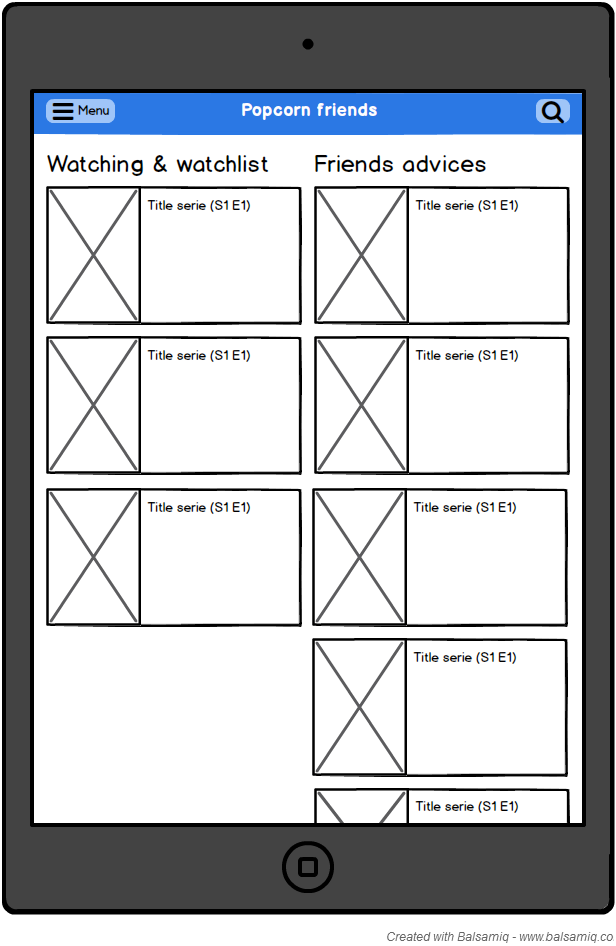 Menu
Popcorn friends
Watching & watchlist
Title serie (S1 E1)
Title serie (S1 E1)
Title serie (S1 E1)
Friends advices
Title serie (S1 E1)
Title serie (S1 E1)
Title serie (S1 E1)
Title serie (S1 E1)
Title serie (S1 E1)
Created with Balsamiq - www.balsamiq.co